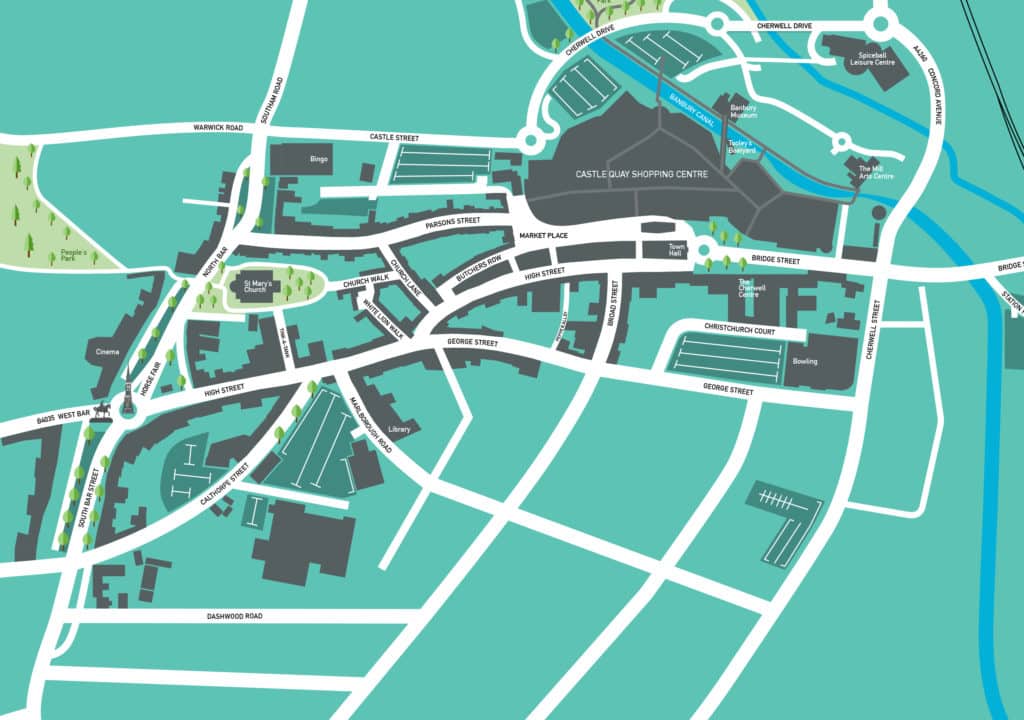 Park
CHERWELL DRIVE
CHERWELL DRIVE
SOUTHAM ROAD
Spiceball
Leisure Centre
A4260
CONCORD AVENUE
BANBURY CANAL
Banbury
Museum
WARWICK ROAD
CASTLE STREET
Tooley's
Boatyard
Bingo
CASTLE QUAY SHOPPING CENTRE
The Mill
Arts Centre
People's
Park
NORTH BAR
PARSONS STREET
MARKET PLACE
Town
Hall
BRIDGE STREET
BRIDGE S
STATION
BUTCHERS ROW
HIGH STREET
CHURCH LANE
CHURCH WALK
St Mary's
Church
WHITE LION WALK
BROAD STREET
The
Cherwell
Centre
CHRISTCHURCH COURT
CHERWELL STREET
Cinema
HORSE FAIR
GEORGE STREET
Bowling
GEORGE STREET
HIGH STREET
B4035 WEST BAR
MARLBOROUGH ROAD
Library
SOUTH BAR STREET
CALTHORPE STREET
DASHWOOD ROAD